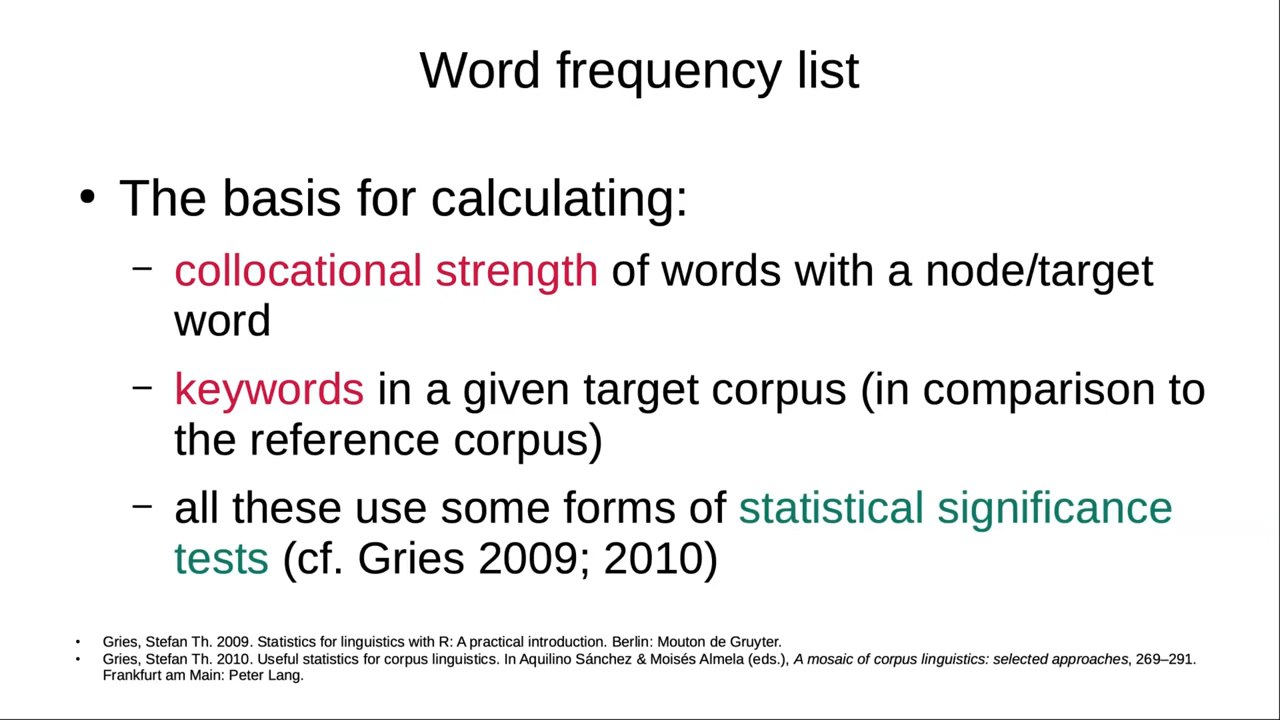 Word frequency list
• The basis for calculating:
– collocational strength of words with a node/target
word
– keywords in a given target corpus (in comparison to
the reference corpus)
– all these use some forms of statistical significance
tests (cf. Gries 2009; 2010)
• Gries, Stefan Th. 2009. Statistics for linguistics with R: A practical introduction. Berlin: Mouton de Gruyter.
• Gries, Stefan Th. 2010. Useful statistics for corpus linguistics. In Aquilino Sánchez & Moisés Almela (eds.), A mosaic of corpus linguistics: selected approaches, 269–291.
Frankfurt am Main: Peter Lang.